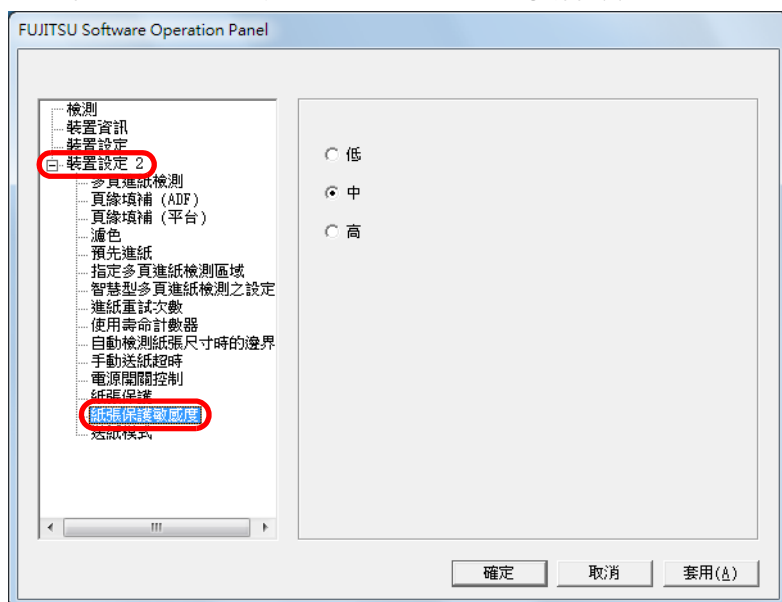 FUJITSU Software Operation Panel
檢測
裝置資訊
裝置設定
裝置設定 2
多頁進紙檢測
頁緣填補 (ADF)
頁緣填補 (平台)
濾色
預先進紙
指定多頁進紙檢測區域
智慧型多頁進紙檢測之設定
進紙重試次數
使用壽命計數器
自動檢測紙張尺寸時的邊界
手動送紙超時
電源開關控制
紙張保護
紙張保護敏感度
送紙模式
低
中
高
確定
取消
套用(A)